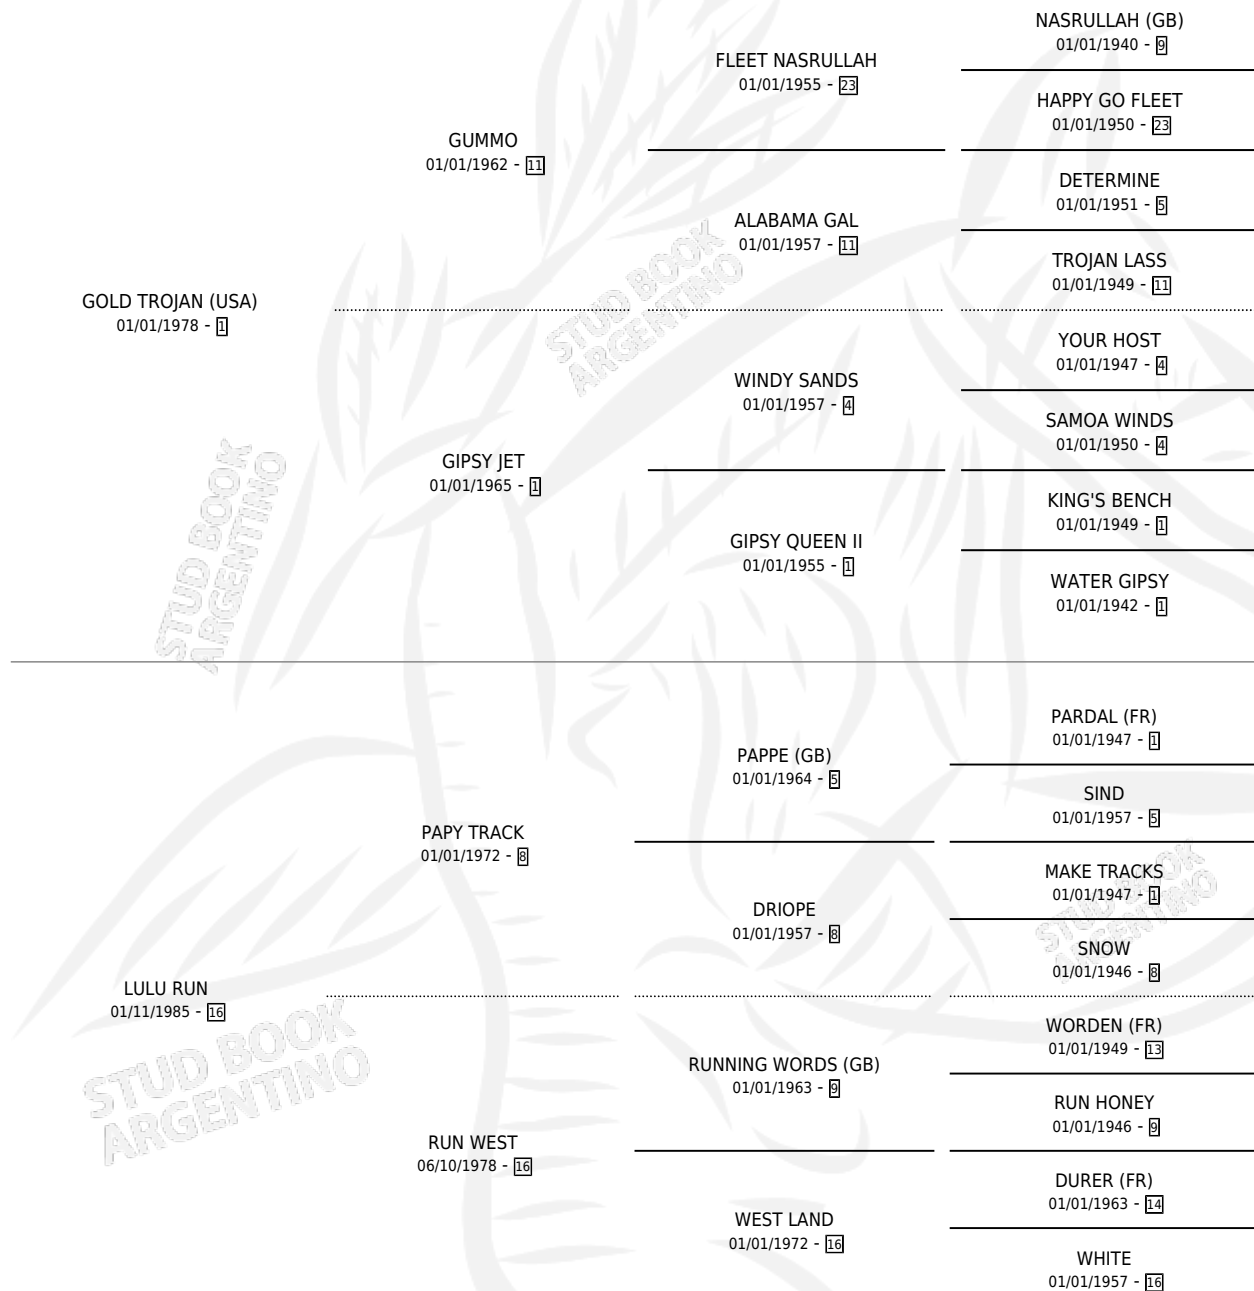 NASRULLAH (GB)
01/01/1940 - 9
FLEET NASRULLAH
01/01/1955 - 23
HAPPY GO FLEET
01/01/1950 - 23
GUMMO
01/01/1962 - 11
DETERMINE
01/01/1951 - 5
ALABAMA GAL
01/01/1957 - 11
TROJAN LASS
01/01/1949 - 11
GOLD TROJAN (USA)
01/01/1978 - 1
YOUR HOST
01/01/1947 - 4
WINDY SANDS
01/01/1957 - 4
SAMOA WINDS
01/01/1950 - 4
GIPSY JET
01/01/1965 - 1
KING'S BENCH
01/01/1949 - 1
GIPSY QUEEN II
01/01/1955 - 1
WATER GIPSY
01/01/1942 - 1
PARDAL (FR)
01/01/1947 - 1
PAPPE (GB)
01/01/1964 - 5
SIND
01/01/1957 - 5
PAPY TRACK
01/01/1972 - 8
MAKE TRACKS
01/01/1947 - 1
DRIOPE
01/01/1957 - 8
SNOW
01/01/1946 - 8
LULU RUN
01/11/1985 - 16
WORDEN (FR)
01/01/1949 - 13
RUNNING WORDS (GB)
01/01/1963 - 9
RUN HONEY
01/01/1946 - 9
RUN WEST
06/10/1978 - 16
DURER (FR)
01/01/1963 - 14
WEST LAND
01/01/1972 - 16
WHITE
01/01/1957 - 16
STUD BOOK
ARGENTINO
STUD BOOK
ARGENTINO
STUD BOOK
ARGENTINO
STUD BOOK
ARGENTINO